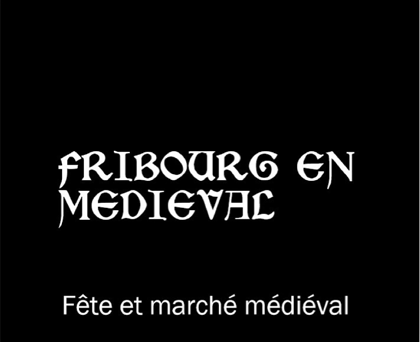 FRIBOURG EN
MEDIEVAL
Fête et marché médiéval